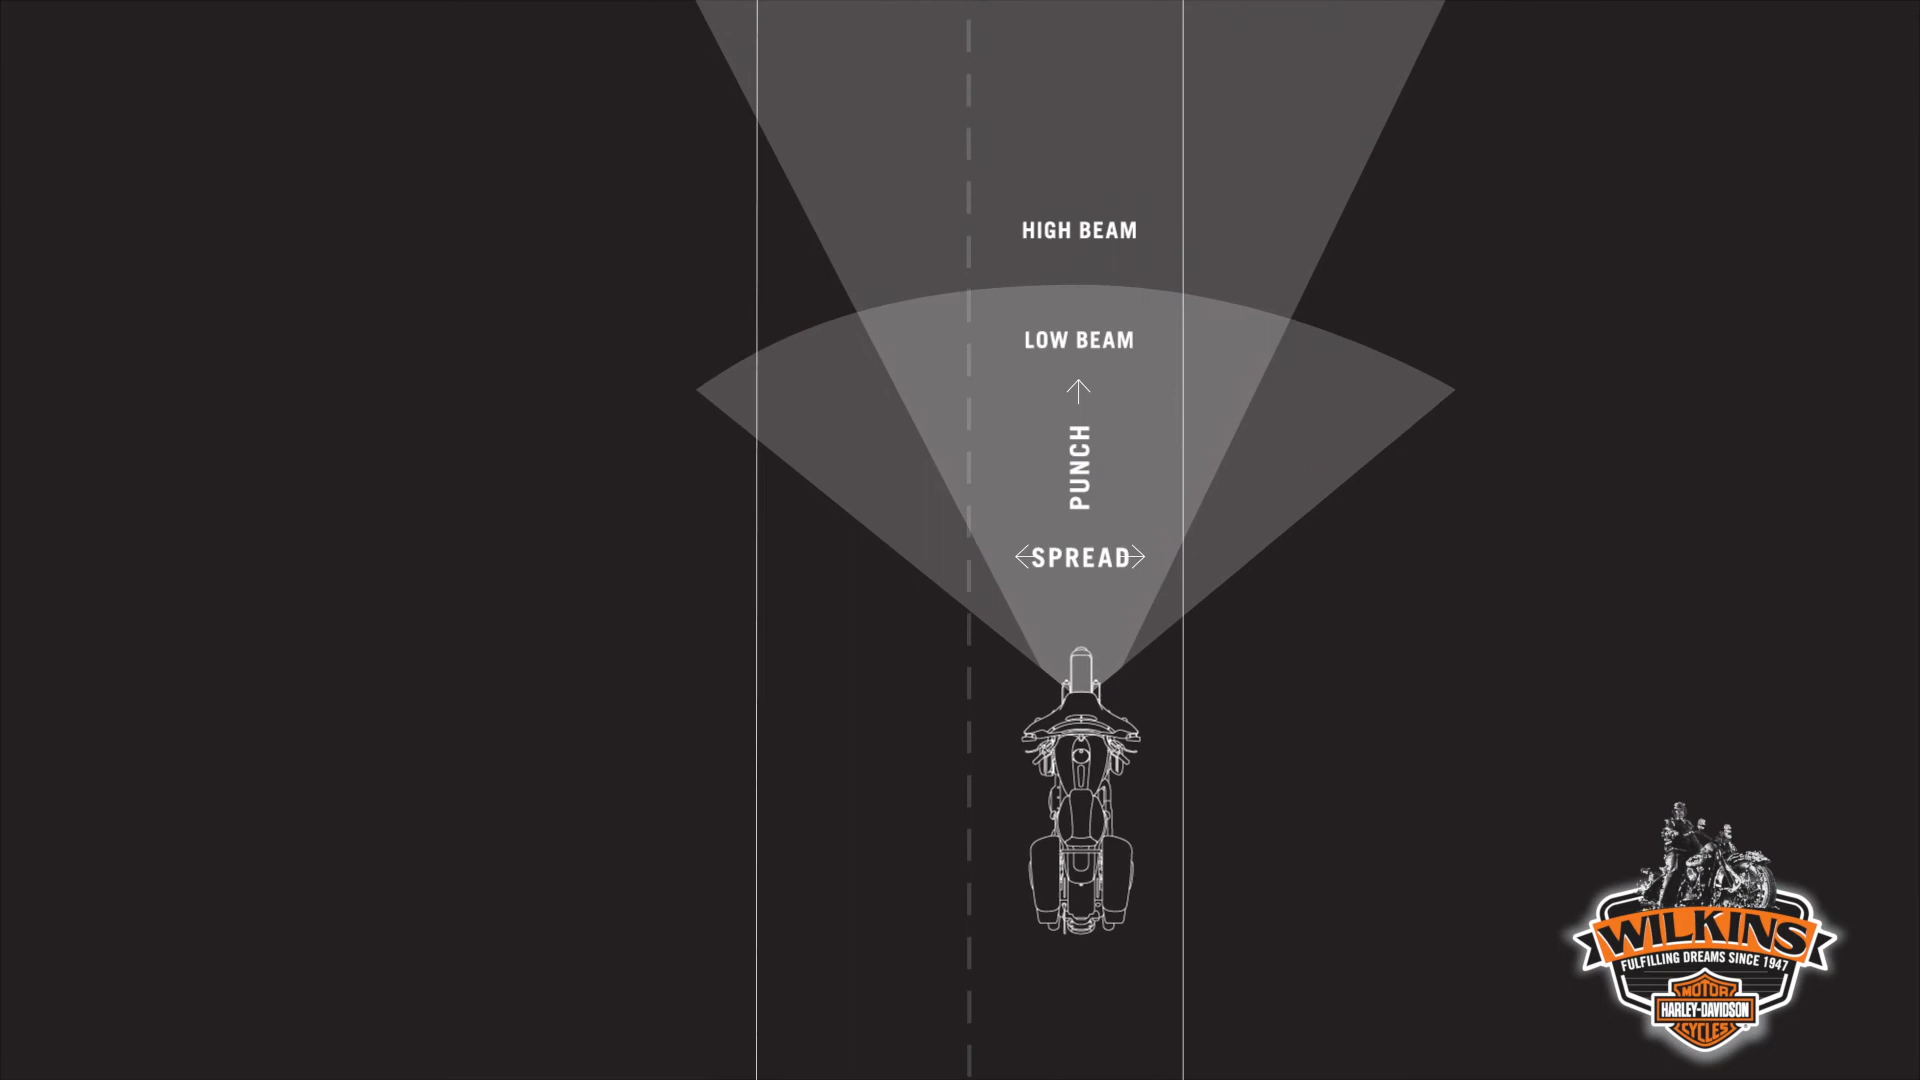 HIGH BEAM
LOW BEAM
PUNCH
SPREAD
WILKINS
FULFILLING DREAMS SINCE 1947
MOTOR
HARLEY-DAVIDSON
CYCLES